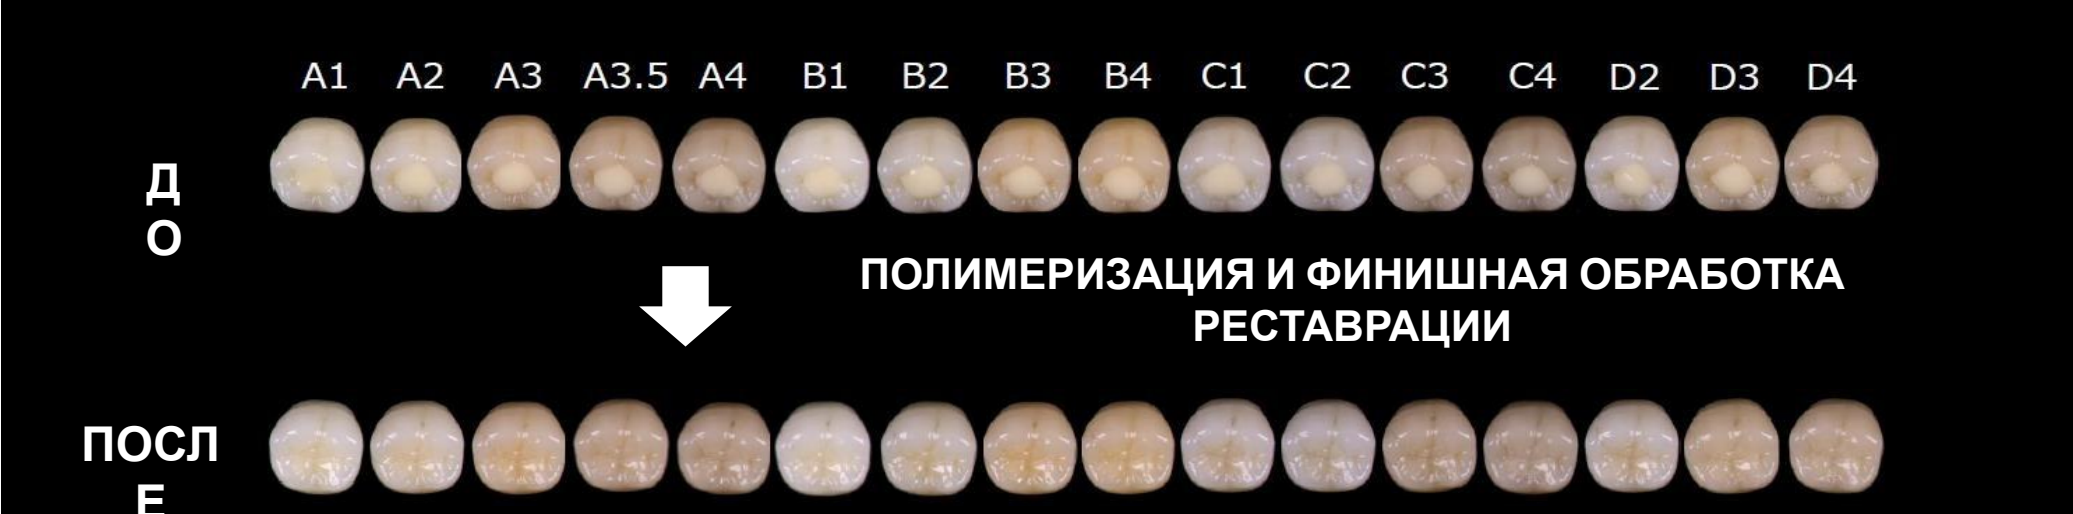 A1 A2 A3 A3.5 A4 B1 B2 B3 B4 C1 C2 C3 C4 D2 D3 D4
Д
О
ПОЛИМЕРИЗАЦИЯ И ФИНИШНАЯ ОБРАБОТКА
РЕСТАВРАЦИИ
ПОСЛ
Е